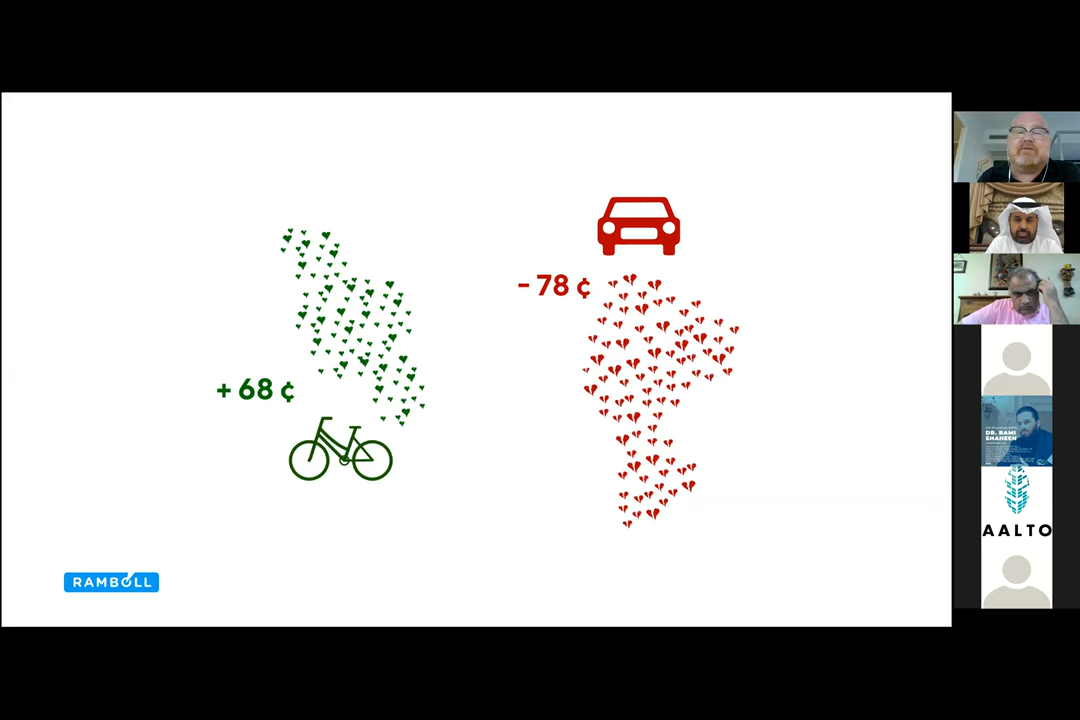 - 78 ¢
+ 68 ¢
RAMBOLL
DR. RAMI
SHAHEEN
AALTO